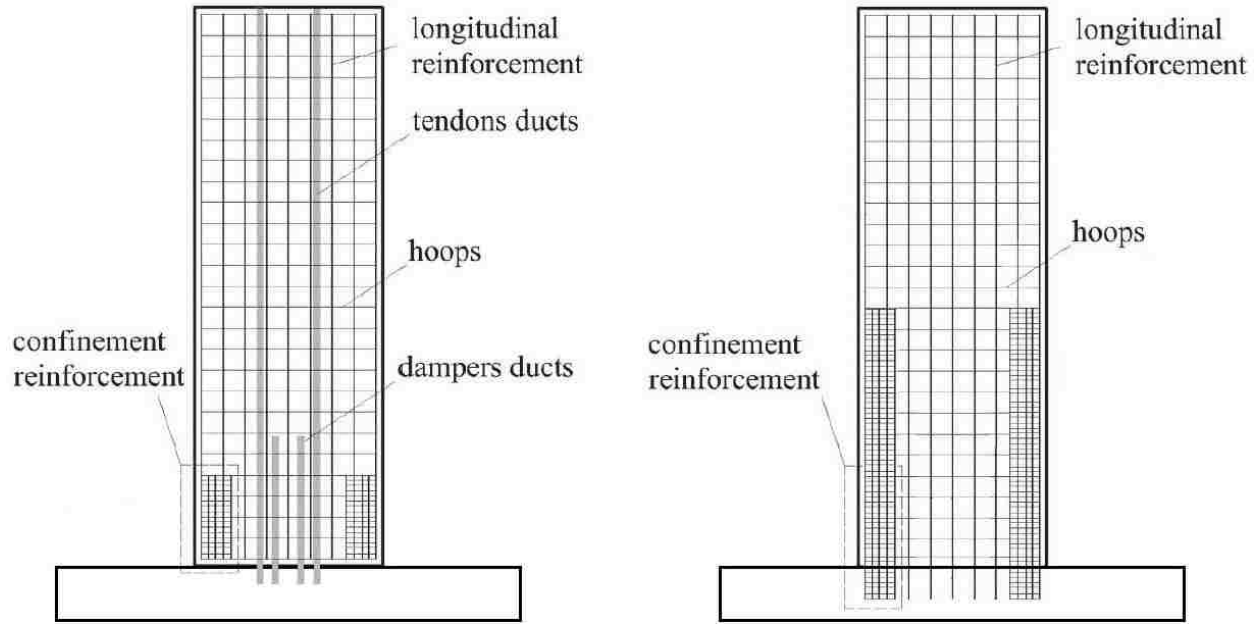 longitudinal
reinforcement
tendons ducts
hoops
confinement
reinforcement
dampers ducts
longitudinal
reinforcement
hoops
confinement
reinforcement